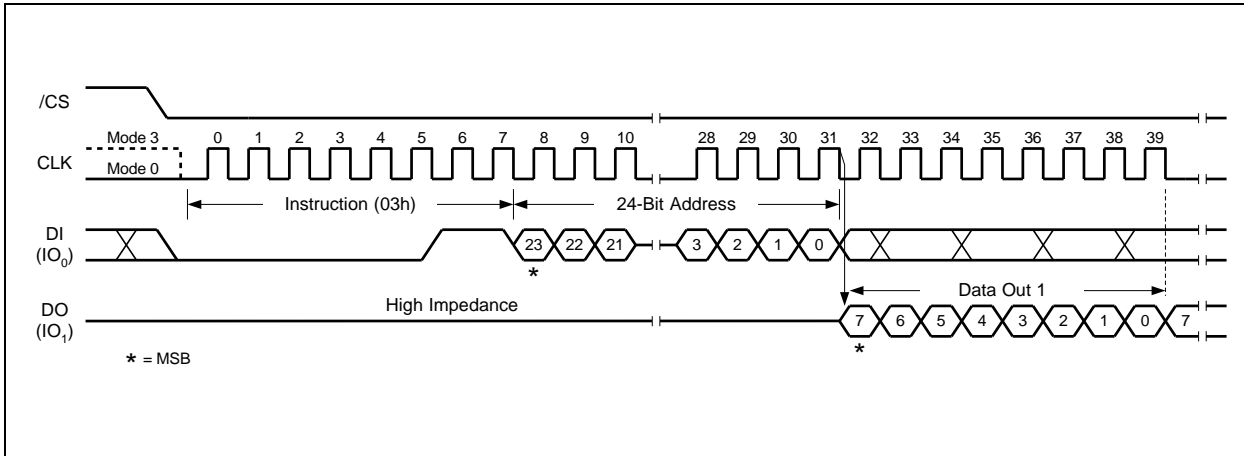 /CS
Mode 3 0 1 2 3 4 5 6 7 8 9 10 28 29 30 31 32 33 34 35 36 37 38 39
CLK
Mode 0
Instruction (03h) 24-Bit Address
DI
(IO0) 23 22 21 3 2 1 0
*
High Impedance Data Out 1
DO
(IO1) 7 6 5 4 3 2 1 0 7
*
* = MSB